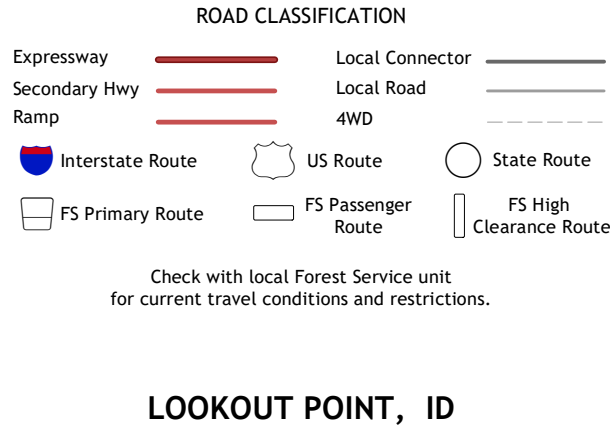 ROAD CLASSIFICATION
Expressway
Local Connector
Secondary Hwy
Local Road
Ramp
4WD
Interstate Route
US Route
State Route
FS Primary Route
FS Passenger
Route
FS High
Clearance Route
Check with local Forest Service unit
for current travel conditions and restrictions.
LOOKOUT POINT, ID